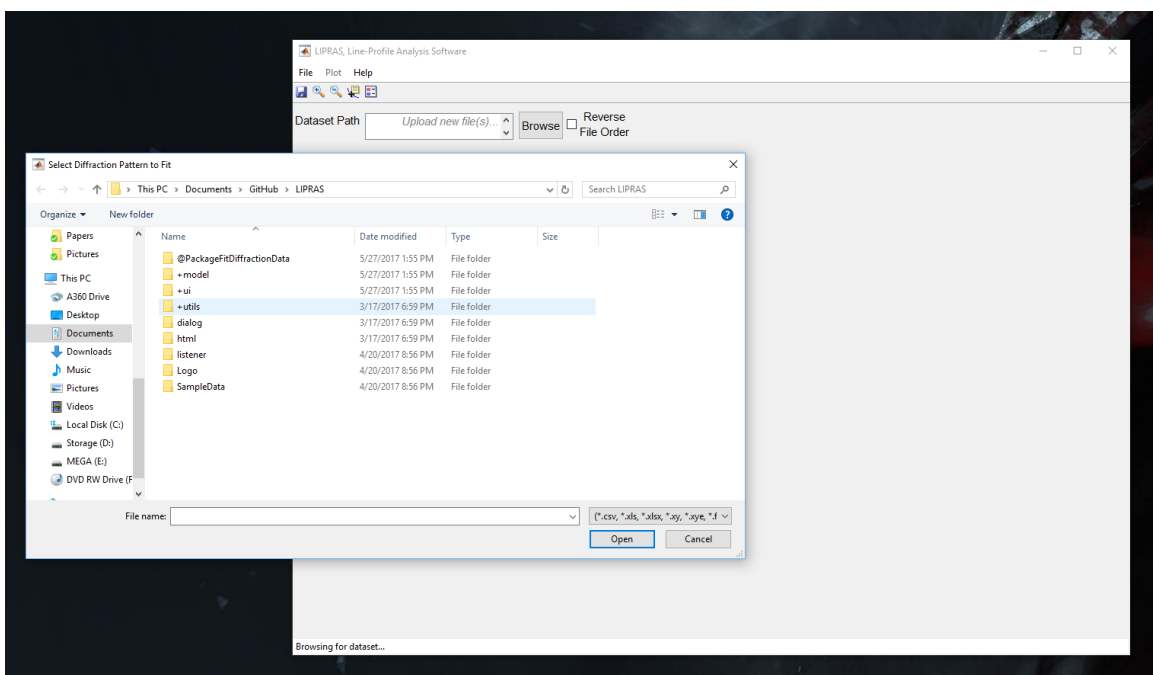 LIPRAS, Line-Profile Analysis Software
File Plot Help
Dataset Path
Upload new file(s)...
Browse
Reverse
File Order
Select Diffraction Pattern to Fit
This PC > Documents > GitHub > LIPRAS
Search LIPRAS
Organize
New folder
Papers
Pictures
This PC
A360 Drive
Desktop
Documents
Downloads
Music
Pictures
Videos
Local Disk (C:)
Storage (D:)
MEGA (E:)
DVD RW Drive (F
Name Date modified Type Size
@PackageFitDiffractionData 5/27/2017 1:55 PM File folder
+model 5/27/2017 1:55 PM File folder
+ui 5/27/2017 1:55 PM File folder
+utils 3/17/2017 6:59 PM File folder
dialog 3/17/2017 6:59 PM File folder
html 3/17/2017 6:59 PM File folder
listener 4/20/2017 8:56 PM File folder
Logo 4/20/2017 8:56 PM File folder
SampleData 4/20/2017 8:56 PM File folder
File name:
(*.csv, *.xls, *.xlsx, *.xy, *.xye, *.f
Open Cancel
Browsing for dataset...